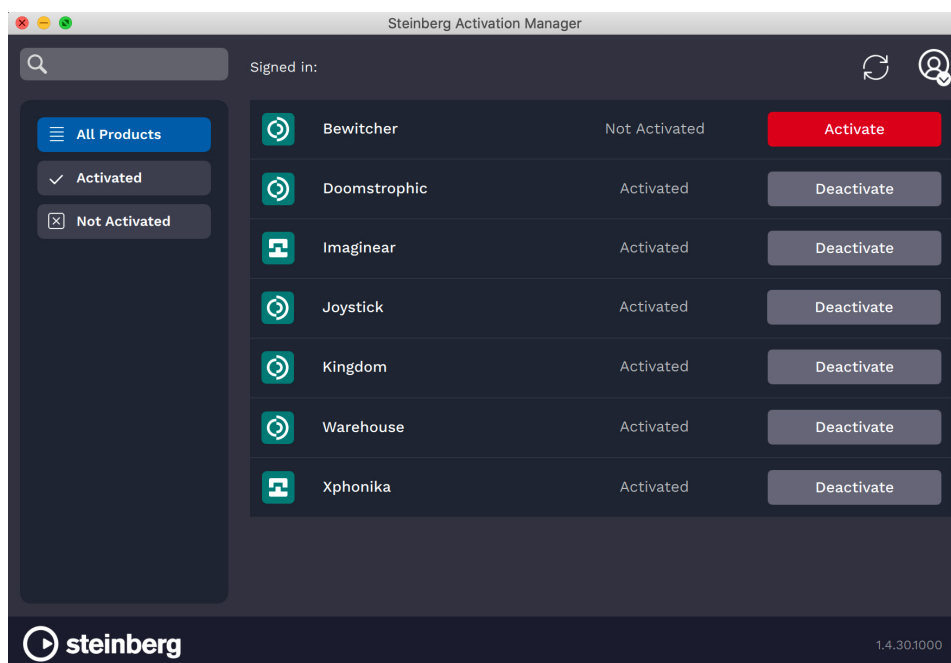 Steinberg Activation Manager
Signed in:
All Products
Activated
Not Activated
Bewitcher Not Activated Activate
Doomstrophic Activated Deactivate
Imaginear Activated Deactivate
Joystick Activated Deactivate
Kingdom Activated Deactivate
Warehouse Activated Deactivate
Xphonika Activated Deactivate
steinberg
1.4.30.1000